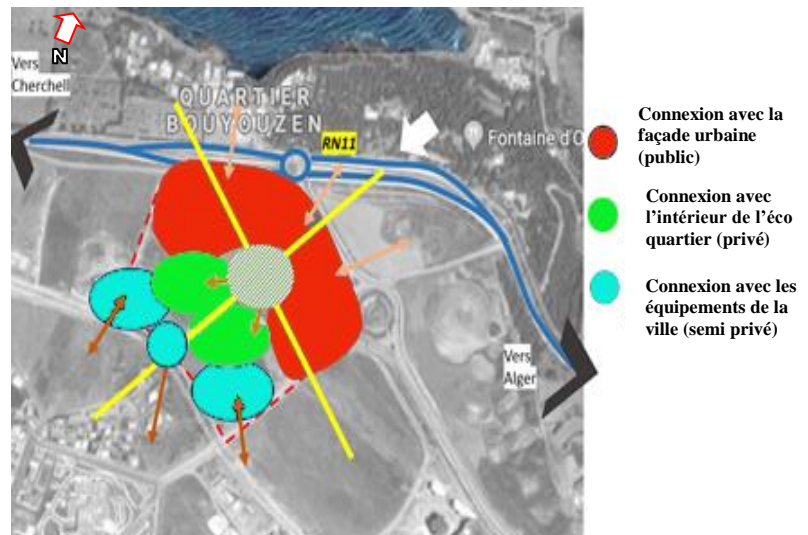 N
Vers
Cherchell
QUARTIER
BOUYOUZEN
RN11
Fontaine d'O
Vers
Alger
Connexion avec la
façade urbaine
(public)
Connexion avec
l'intérieur de l'éco
quartier (privé)
Connexion avec les
équipements de la
ville (semi privé)